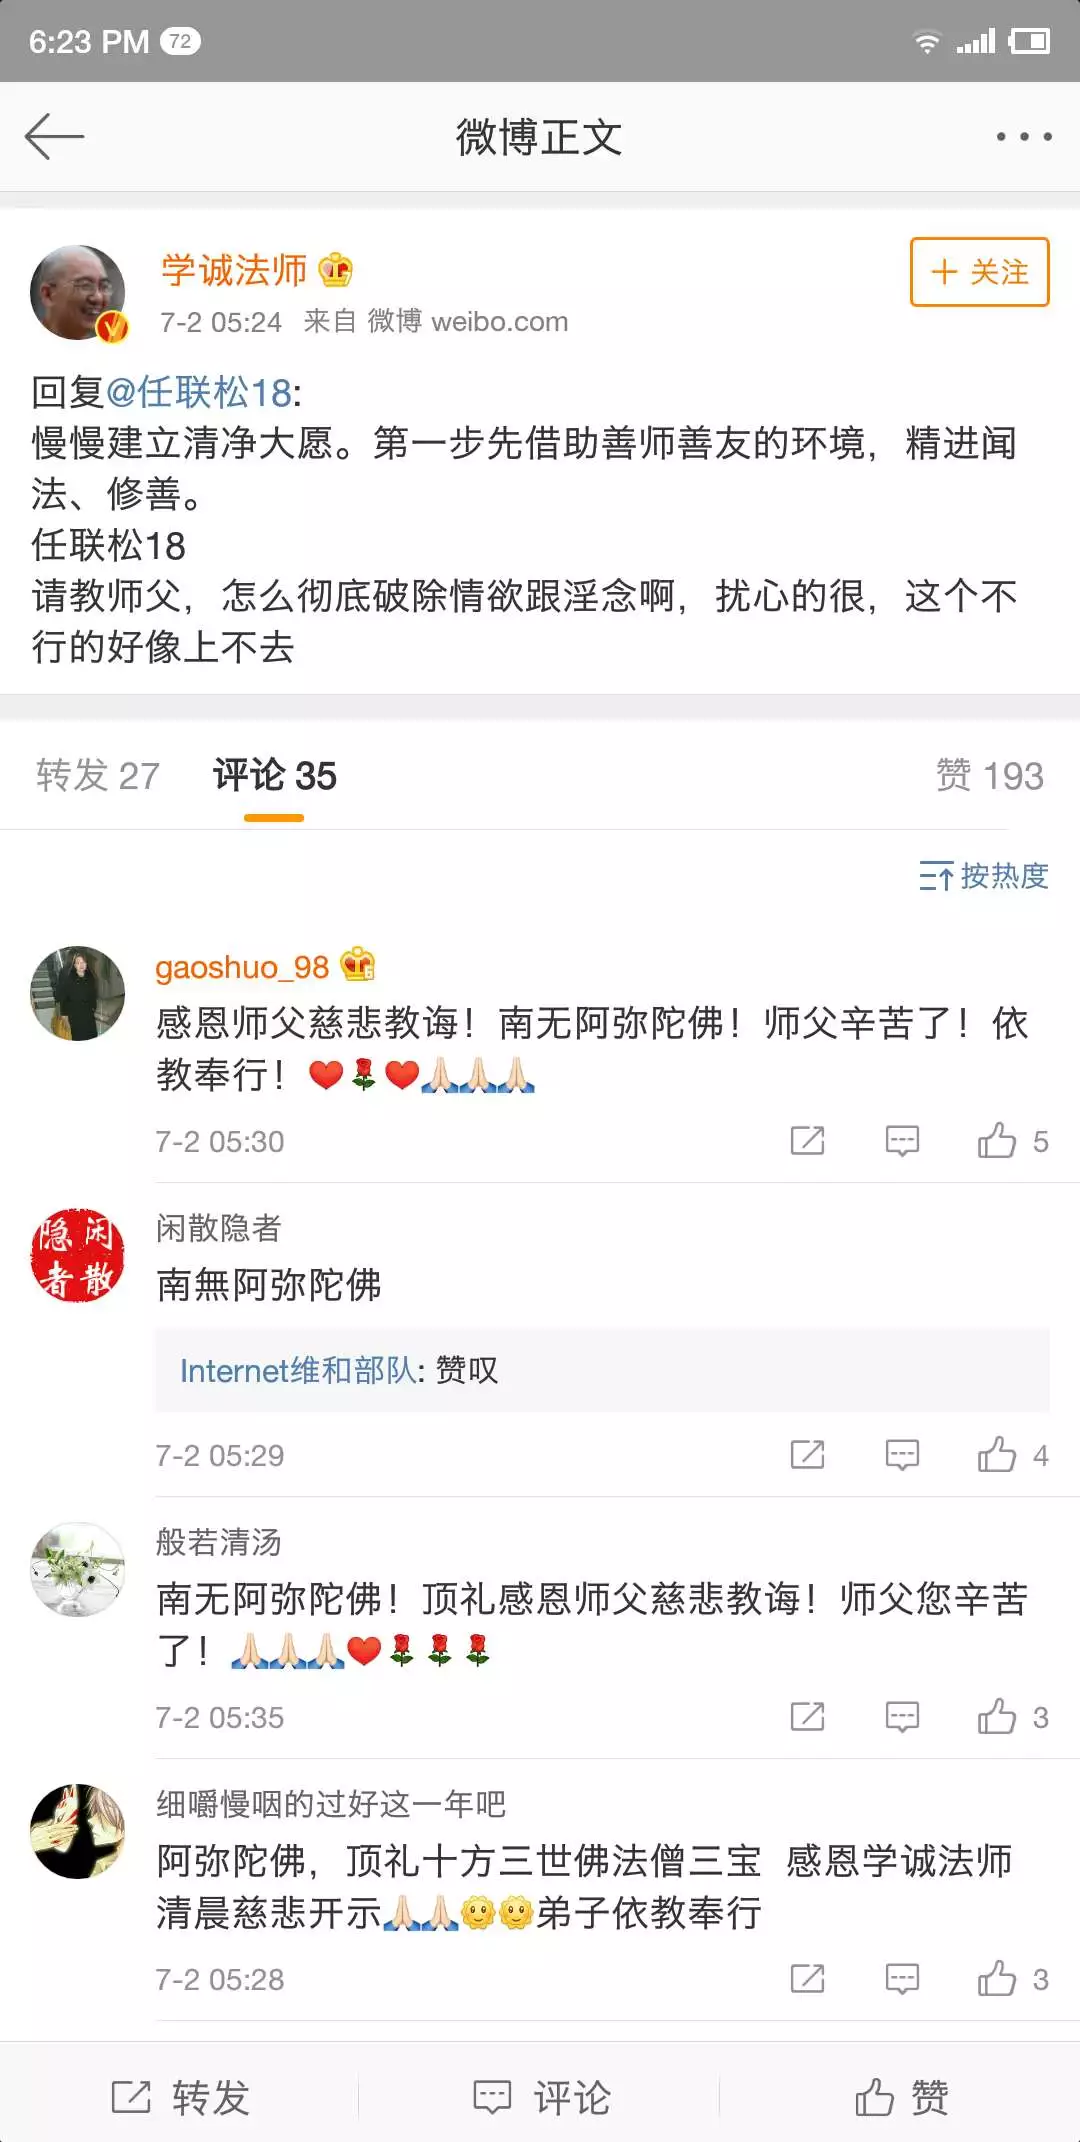 6:23 PM 72
微博正文
学诚法师
+ 关注
7-2 05:24 来自 微博 weibo.com
回复@任联松18:
慢慢建立清净大愿。第一步先借助善师善友的环境，精进闻
法、修善。
任联松18
请教师父，怎么彻底破除情欲跟淫念啊，扰心的很，这个不
行的好像上不去
转发 27 评论 35 赞 193
按热度
gaoshuo_98
感恩师父慈悲教诲！南无阿弥陀佛！师父辛苦了！依
教奉行！❤️🌹❤️🙏🏻🙏🏻🙏🏻
7-2 05:30 5
隐闲
者散
闲散隐者
南無阿弥陀佛
Internet维和部队: 赞叹
7-2 05:29 4
般若清汤
南无阿弥陀佛！顶礼感恩师父慈悲教诲！师父您辛苦
了！🙏🏻🙏🏻🙏🏻❤️🌹🌹🌹
7-2 05:35 3
细嚼慢咽的过好这一年吧
阿弥陀佛，顶礼十方三世佛法僧三宝 感恩学诚法师
清晨慈悲开示🙏🏻🙏🏻🌞🌞弟子依教奉行
7-2 05:28 3
转发 评论 赞